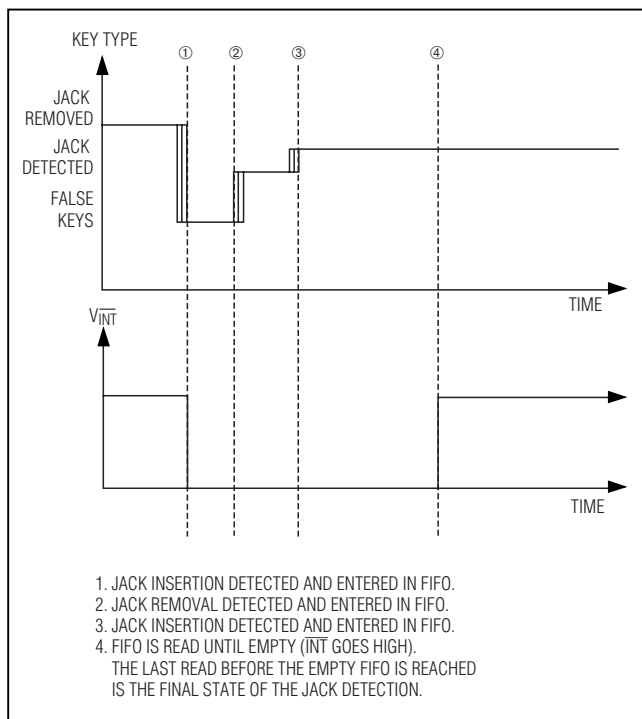 KEY TYPE
① ② ③ ④
JACK
REMOVED
JACK
DETECTED
FALSE
KEYS
TIME
VINT
TIME
1. JACK INSERTION DETECTED AND ENTERED IN FIFO.
2. JACK REMOVAL DETECTED AND ENTERED IN FIFO.
3. JACK INSERTION DETECTED AND ENTERED IN FIFO.
4. FIFO IS READ UNTIL EMPTY (INT GOES HIGH).
THE LAST READ BEFORE THE EMPTY FIFO IS REACHED
IS THE FINAL STATE OF THE JACK DETECTION.